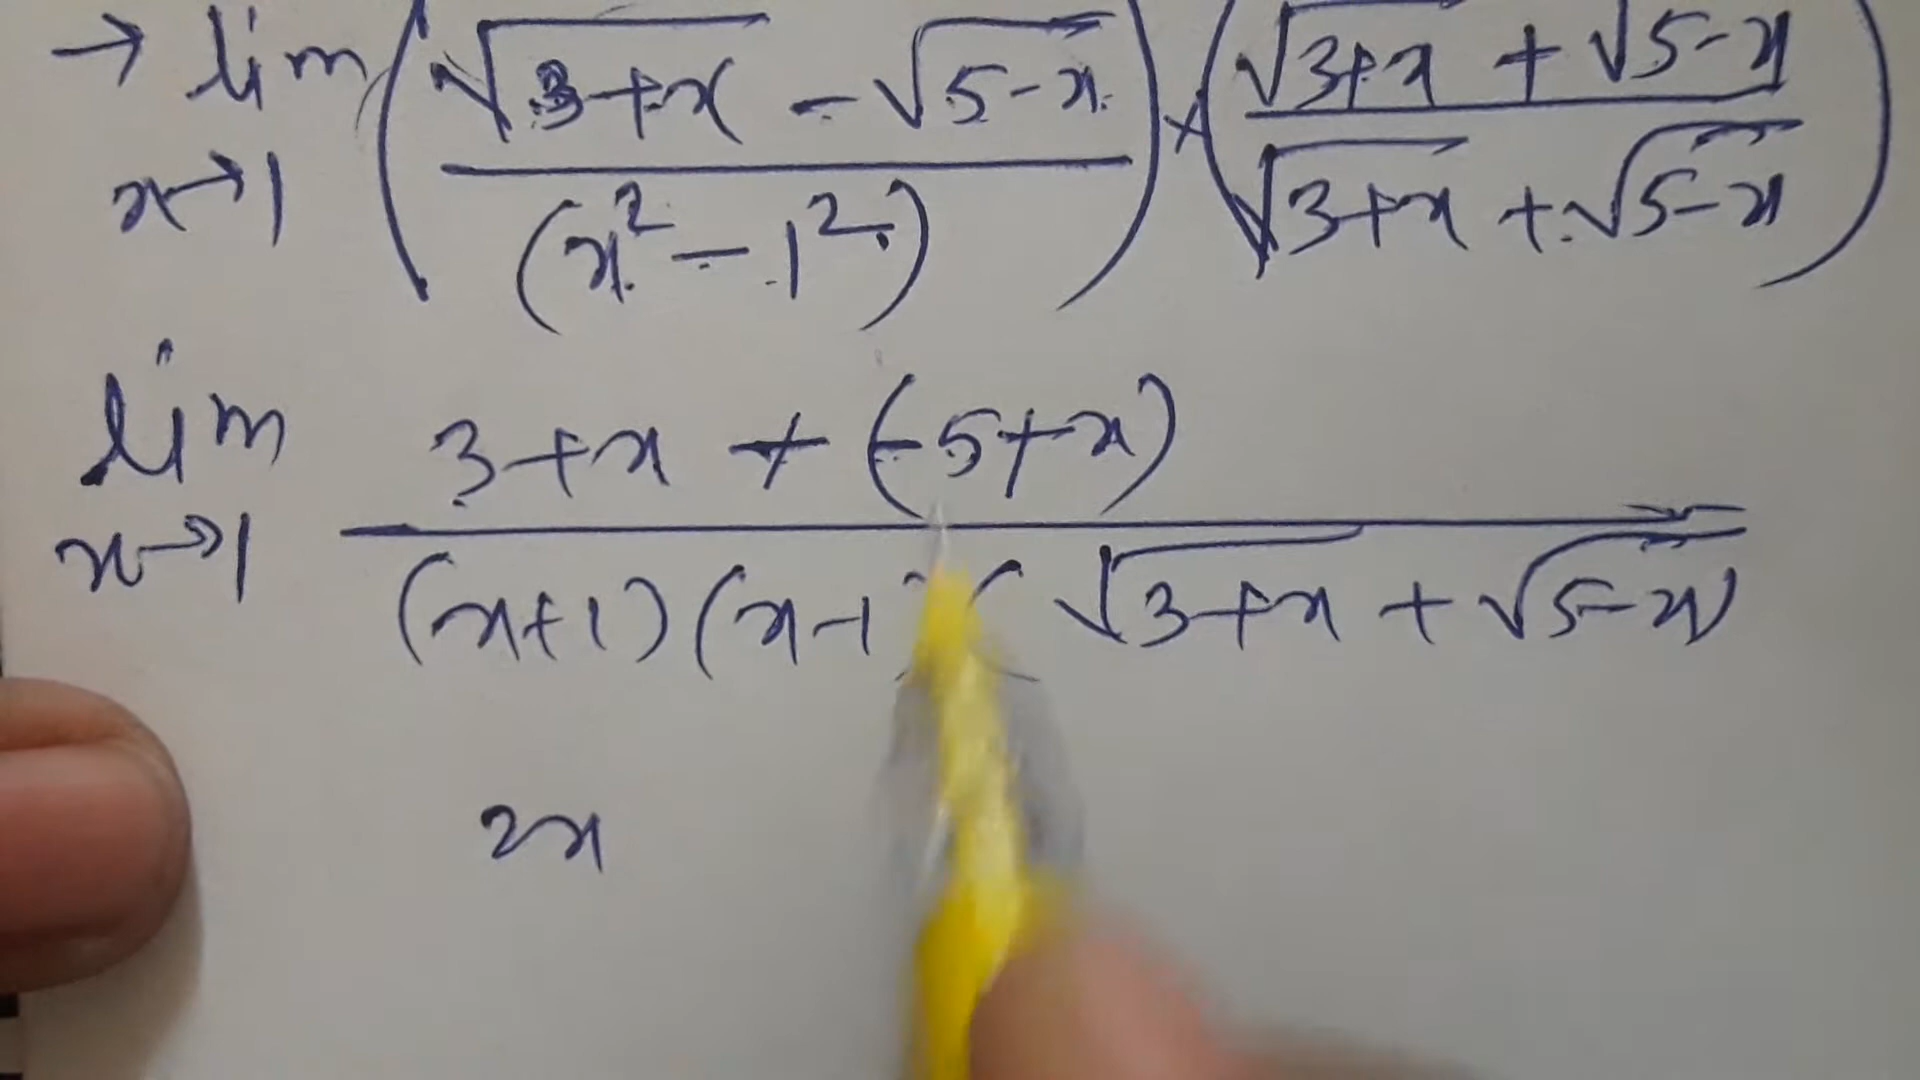 → lim (√(3+x) - √(5-x) / (x² - 1²)) × (√(3+x) + √(5-x) / √(3+x) + √(5-x))
x→1
lim 3+x + (-5+x) / (x+1)(x-1)(√(3+x) + √(5-x))
x→1
2x